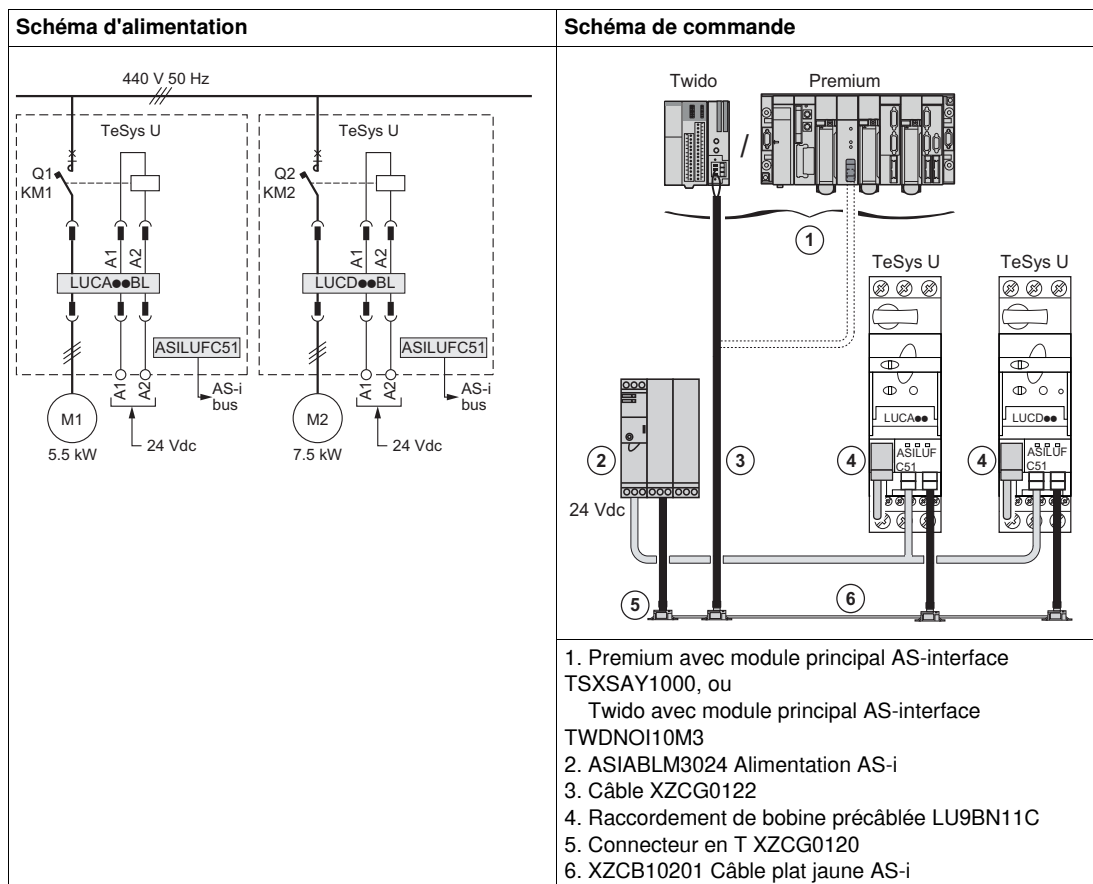 Schéma d'alimentation
440 V 50 Hz
TeSys U
TeSys U
Q1
KM1
Q2
KM2
A1
A2
A1
A2
LUCA●●BL
LUCD●●BL
ASILUFC51
ASILUFC51
A1
A2
AS-i
bus
A1
A2
AS-i
bus
M1
M2
5.5 kW
24 Vdc
7.5 kW
24 Vdc
Schéma de commande
Twido
Premium
/
1
TeSys U
TeSys U
LUCA●●
LUCD●●
2
3
4
ASILUF
C51
4
ASILUF
C51
24 Vdc
5
6
1. Premium avec module principal AS-interface
TSXSAY1000, ou
Twido avec module principal AS-interface
TWDNOI10M3
2. ASIABLM3024 Alimentation AS-i
3. Câble XZCG0122
4. Raccordement de bobine précâblée LU9BN11C
5. Connecteur en T XZCG0120
6. XZCB10201 Câble plat jaune AS-i